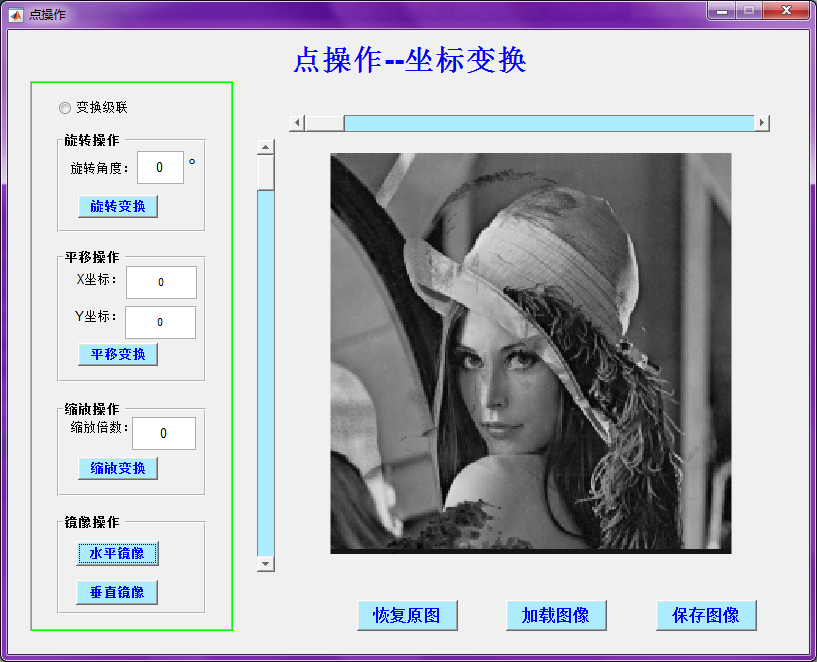 点操作
点操作--坐标变换
变换级联
旋转操作
旋转角度： 0 °
旋转变换
平移操作
X坐标： 0
Y坐标： 0
平移变换
缩放操作
缩放倍数： 0
缩放变换
镜像操作
水平镜像
垂直镜像
恢复原图 加载图像 保存图像